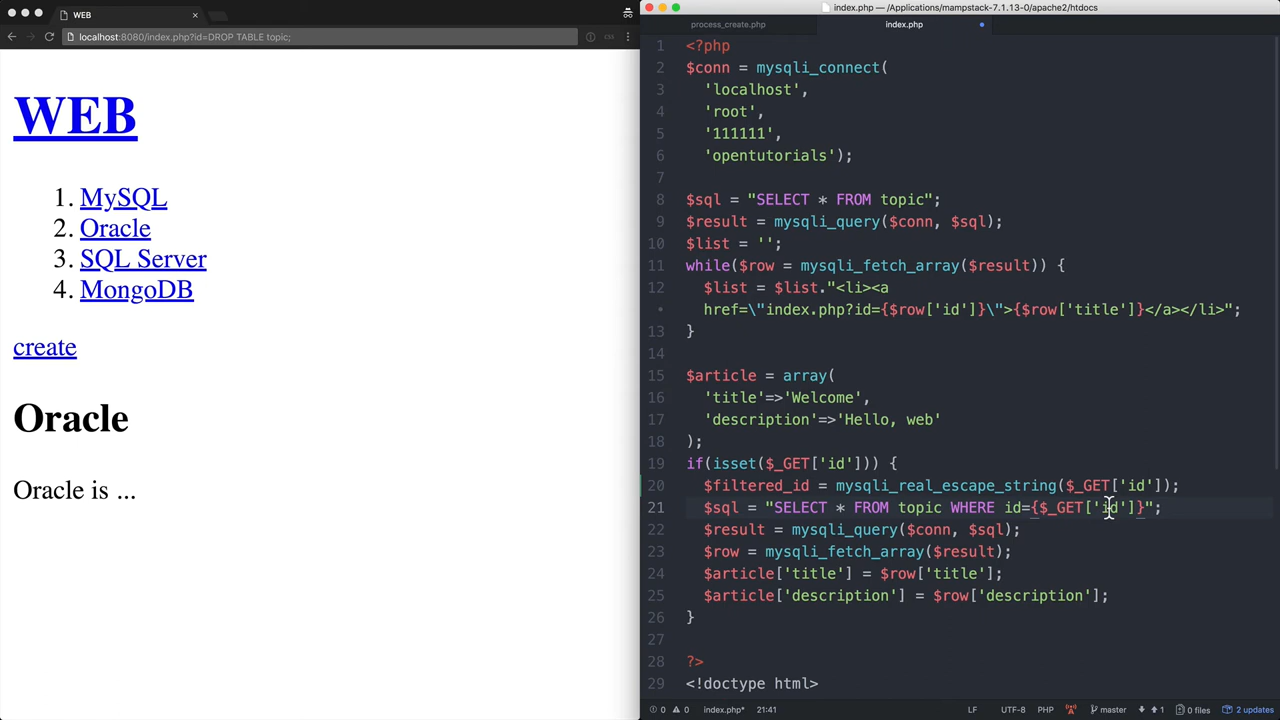 WEB
localhost:8080/index.php?id=DROP TABLE topic;
WEB
1. MySQL
2. Oracle
3. SQL Server
4. MongoDB
create
Oracle
Oracle is ...
index.php — /Applications/mampstack-7.1.13-0/apache2/htdocs
process_create.php
index.php
1 <?php
2 $conn = mysqli_connect(
3 'localhost',
4 'root',
5 '111111',
6 'opentutorials');
7
8 $sql = "SELECT * FROM topic";
9 $result = mysqli_query($conn, $sql);
10 $list = '';
11 while($row = mysqli_fetch_array($result)) {
12 $list = $list."<li><a
• href=\"index.php?id={$row['id']}\">{$row['title']}</a></li>";
13 }
14
15 $article = array(
16 'title'=>'Welcome',
17 'description'=>'Hello, web'
18 );
19 if(isset($_GET['id'])) {
20 $filtered_id = mysqli_real_escape_string($_GET['id']);
21 $sql = "SELECT * FROM topic WHERE id={$_GET['id']}";
22 $result = mysqli_query($conn, $sql);
23 $row = mysqli_fetch_array($result);
24 $article['title'] = $row['title'];
25 $article['description'] = $row['description'];
26 }
27
28 ?>
29 <!doctype html>
0 0 index.php* 21:41 LF UTF-8 PHP master 1 0 files 2 updates